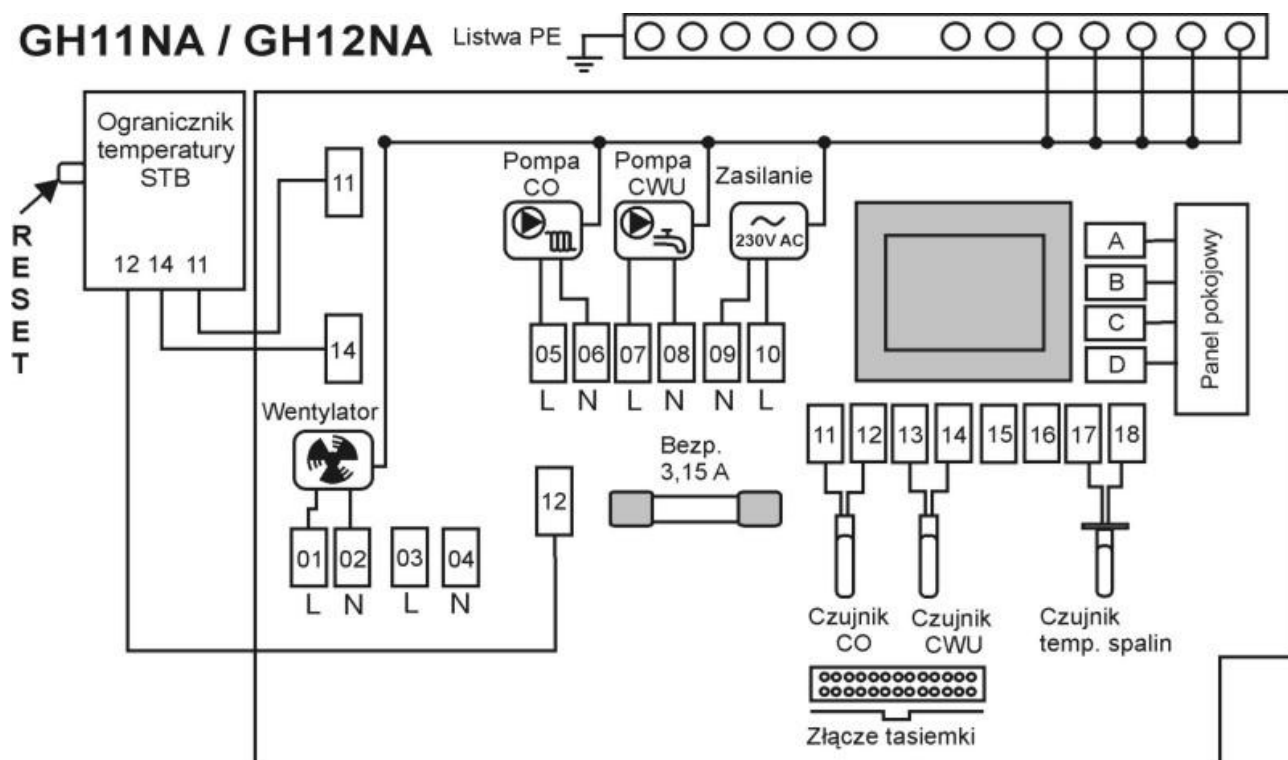 GH11NA / GH12NA
Listwa PE
Ogranicznik
temperatury
STB
12 14 11
RESET
11
14
Pompa
CO
Pompa
CWU
Zasilanie
230V AC
05 06 07 08 09 10
L N L N N L
A
B
C
D
Panel pokojowy
Wentylator
01 02 03 04
L N L N
12
Bezp.
3,15 A
11 12 13 14 15 16 17 18
Czujnik
CO
Czujnik
CWU
Czujnik
temp. spalin
Złącze tasiemki